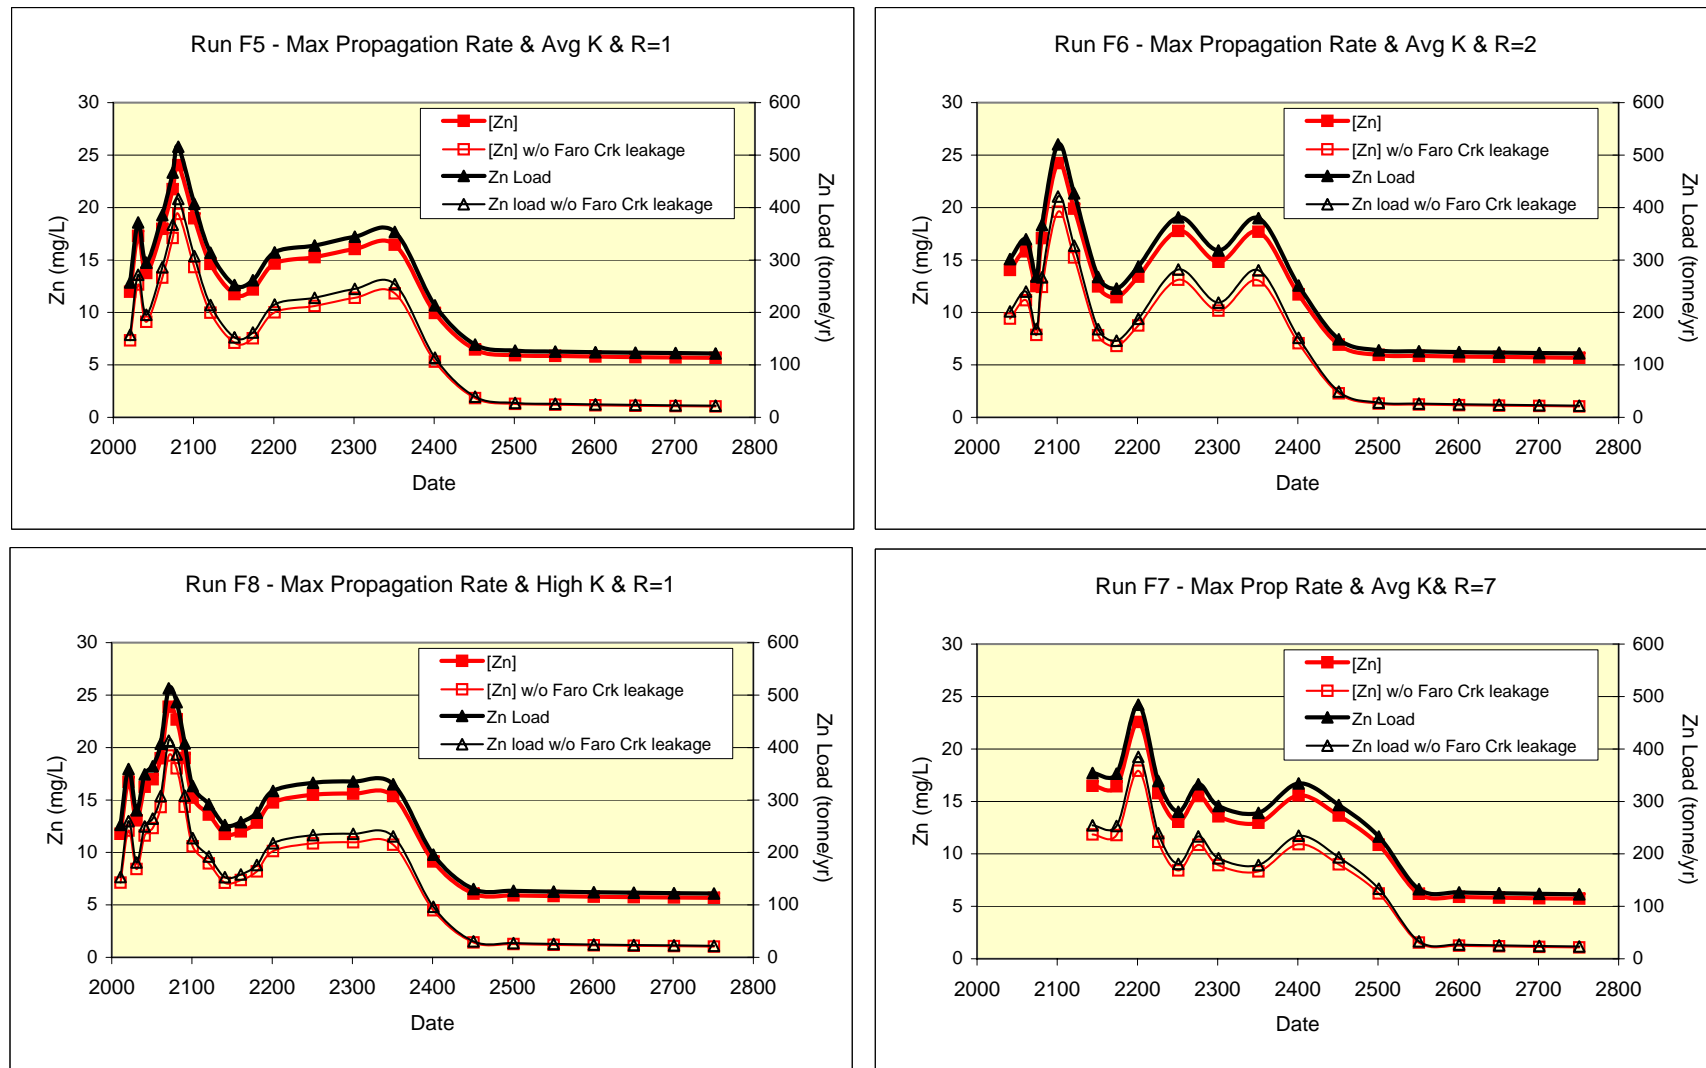 Run F5 - Max Propagation Rate & Avg K & R=1
30
25
20
15
10
5
0
600
500
400
300
200
100
0
Zn (mg/L)
Zn Load (tonne/yr)
[Zn]
[Zn] w/o Faro Crk leakage
Zn Load
Zn load w/o Faro Crk leakage
2000 2100 2200 2300 2400 2500 2600 2700 2800
Date
Run F6 - Max Propagation Rate & Avg K & R=2
30
25
20
15
10
5
0
600
500
400
300
200
100
0
Zn (mg/L)
Zn Load (tonne/yr)
[Zn]
[Zn] w/o Faro Crk leakage
Zn Load
Zn load w/o Faro Crk leakage
2000 2100 2200 2300 2400 2500 2600 2700 2800
Date
Run F8 - Max Propagation Rate & High K & R=1
30
25
20
15
10
5
0
600
500
400
300
200
100
0
Zn (mg/L)
Zn Load (tonne/yr)
[Zn]
[Zn] w/o Faro Crk leakage
Zn Load
Zn load w/o Faro Crk leakage
2000 2100 2200 2300 2400 2500 2600 2700 2800
Date
Run F7 - Max Prop Rate & Avg K& R=7
30
25
20
15
10
5
0
600
500
400
300
200
100
0
Zn (mg/L)
Zn Load (tonne/yr)
[Zn]
[Zn] w/o Faro Crk leakage
Zn Load
Zn load w/o Faro Crk leakage
2000 2100 2200 2300 2400 2500 2600 2700 2800
Date